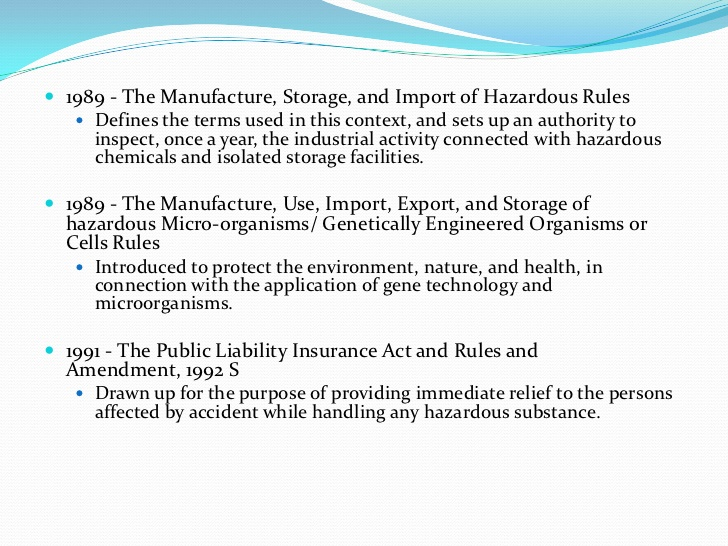 • 1989 - The Manufacture, Storage, and Import of Hazardous Rules
• Defines the terms used in this context, and sets up an authority to
inspect, once a year, the industrial activity connected with hazardous
chemicals and isolated storage facilities.
• 1989 - The Manufacture, Use, Import, Export, and Storage of
hazardous Micro-organisms/ Genetically Engineered Organisms or
Cells Rules
• Introduced to protect the environment, nature, and health, in
connection with the application of gene technology and
microorganisms.
• 1991 - The Public Liability Insurance Act and Rules and
Amendment, 1992 S
• Drawn up for the purpose of providing immediate relief to the persons
affected by accident while handling any hazardous substance.